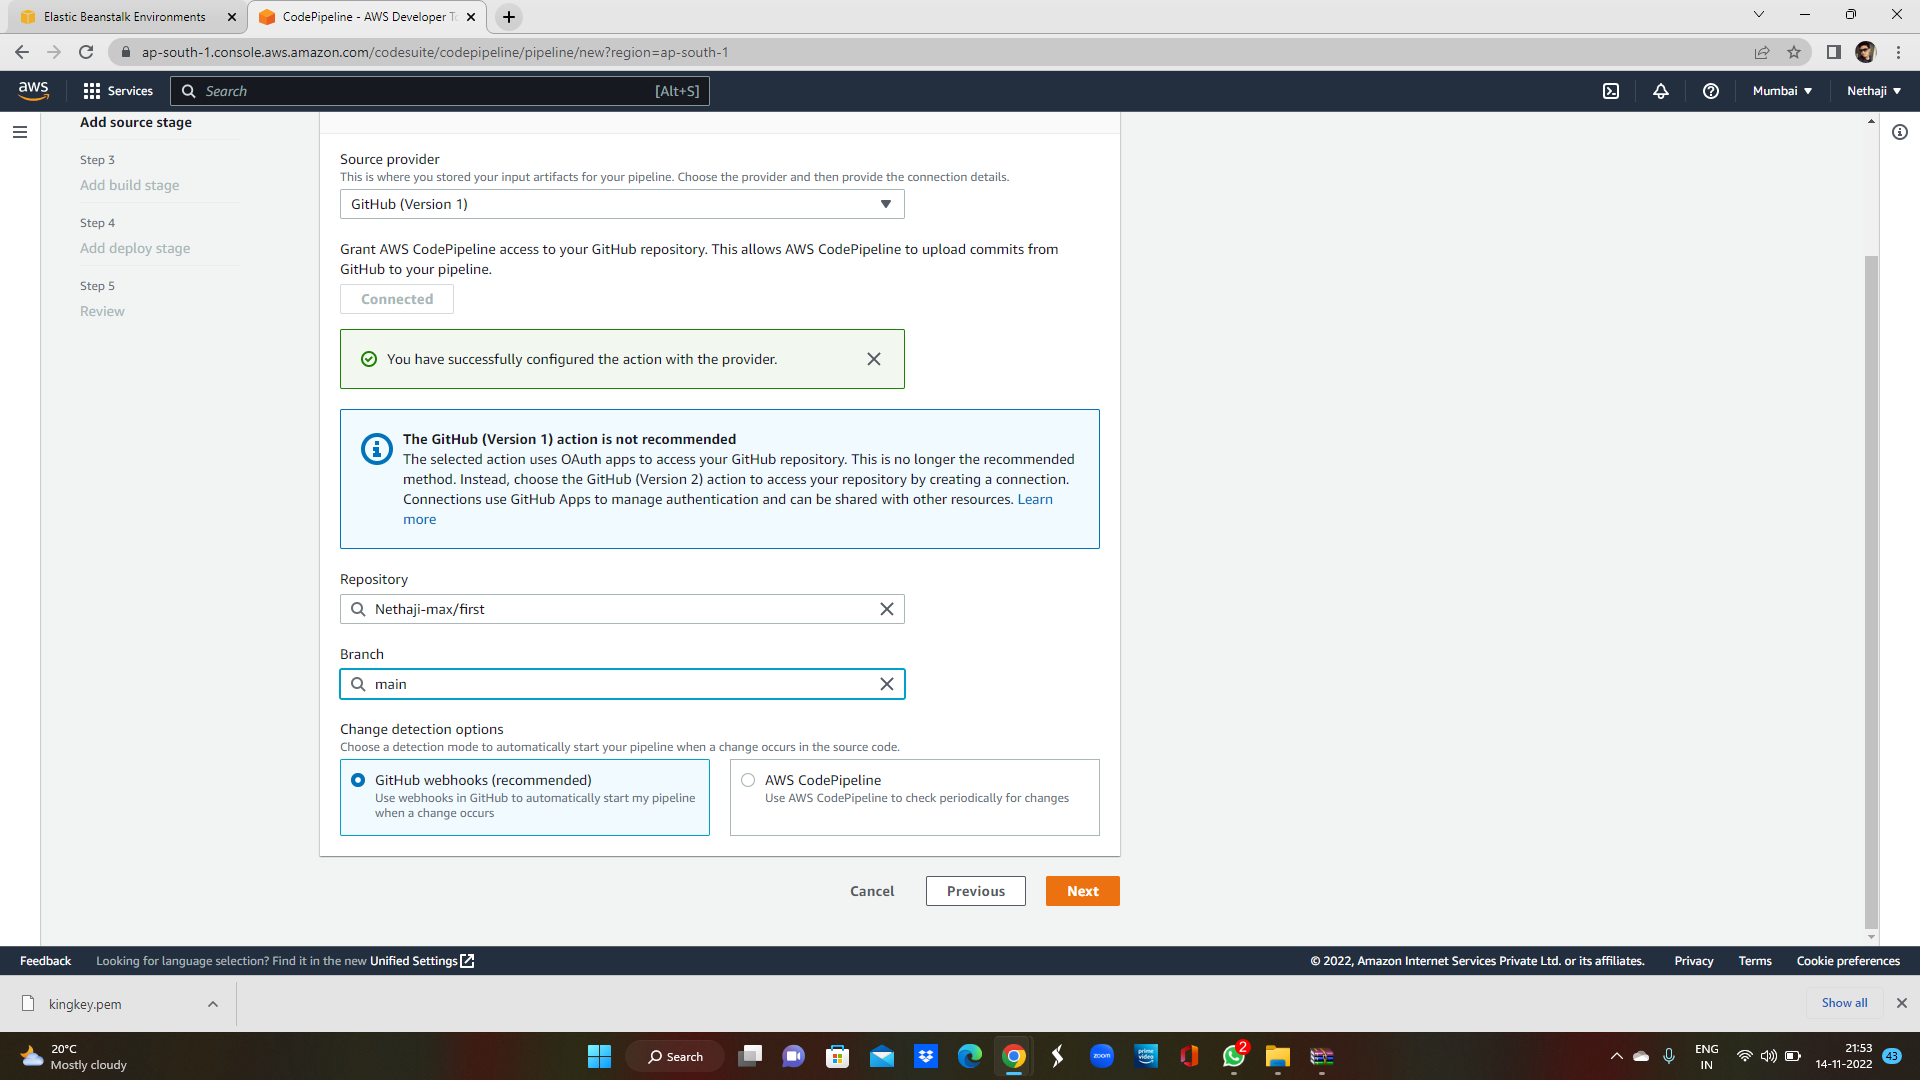 Elastic Beanstalk Environments
CodePipeline - AWS Developer To
ap-south-1.console.aws.amazon.com/codesuite/codepipeline/pipeline/new?region=ap-south-1
aws
Services
Search
[Alt+S]
Mumbai
Nethaji
Add source stage
Step 3
Add build stage
Step 4
Add deploy stage
Step 5
Review
Source provider
This is where you stored your input artifacts for your pipeline. Choose the provider and then provide the connection details.
GitHub (Version 1)
Grant AWS CodePipeline access to your GitHub repository. This allows AWS CodePipeline to upload commits from
GitHub to your pipeline.
Connected
You have successfully configured the action with the provider.
The GitHub (Version 1) action is not recommended
The selected action uses OAuth apps to access your GitHub repository. This is no longer the recommended
method. Instead, choose the GitHub (Version 2) action to access your repository by creating a connection.
Connections use GitHub Apps to manage authentication and can be shared with other resources. Learn
more
Repository
Nethaji-max/first
Branch
main
Change detection options
Choose a detection mode to automatically start your pipeline when a change occurs in the source code.
GitHub webhooks (recommended)
Use webhooks in GitHub to automatically start my pipeline
when a change occurs
AWS CodePipeline
Use AWS CodePipeline to check periodically for changes
Cancel
Previous
Next
Feedback
Looking for language selection? Find it in the new Unified Settings
© 2022, Amazon Internet Services Private Ltd. or its affiliates.
Privacy
Terms
Cookie preferences
kingkey.pem
Show all
20°C
Mostly cloudy
Search
zoom
prime
video
2
ENG
IN
21:53
14-11-2022
43